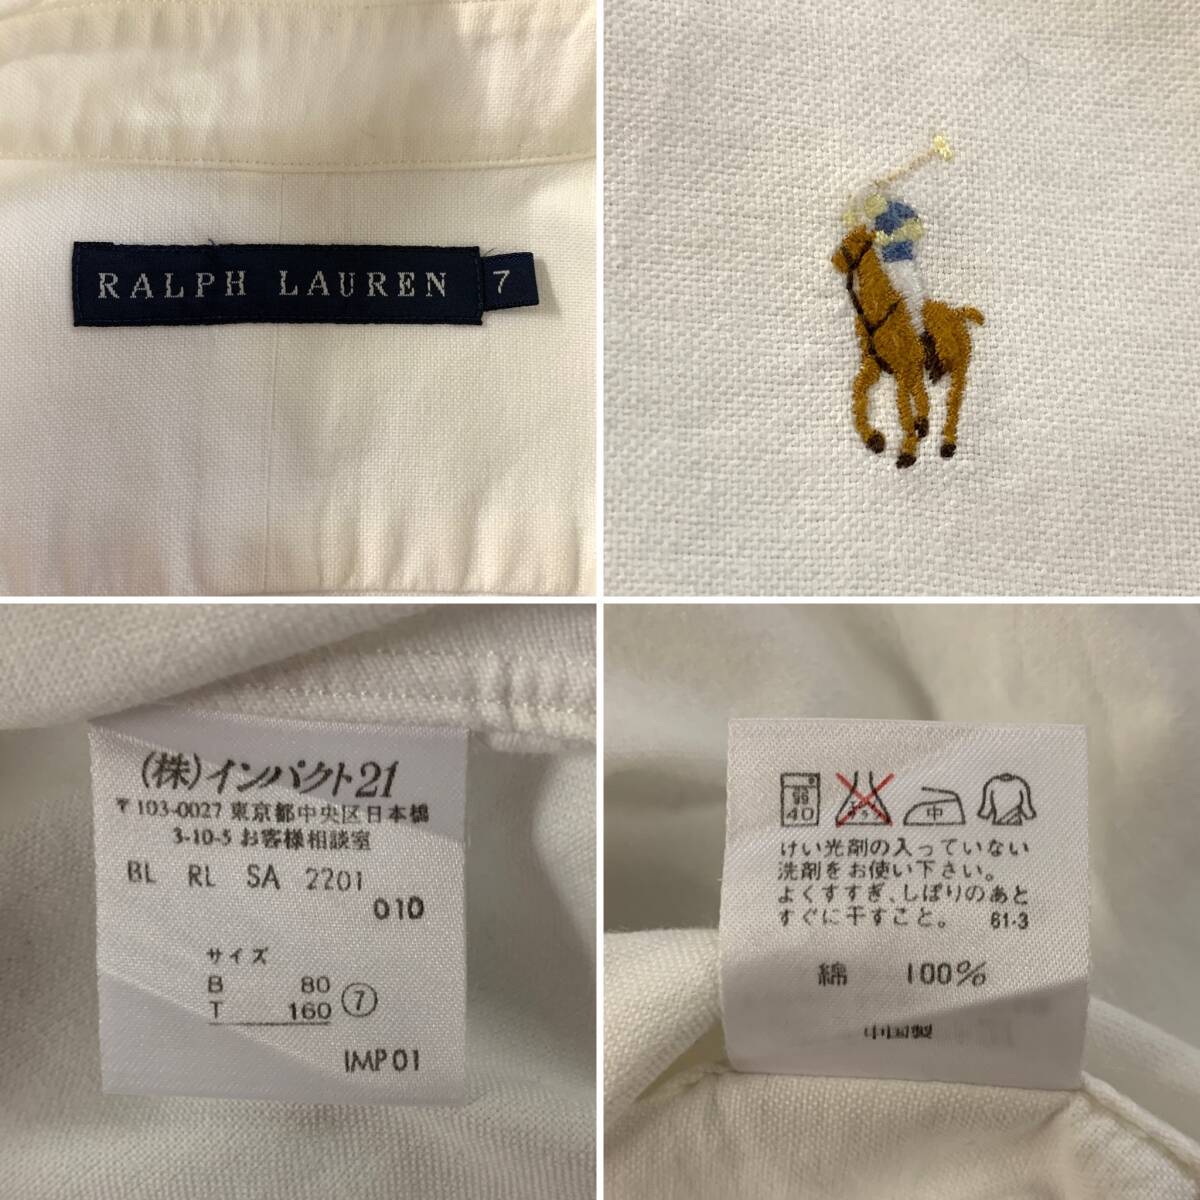 RALPH LAUREN 7
(株)インパクト21
〒103-0027 東京都中央区日本橋
3-10-5 お客様相談室
BL RL SA 2201
010
サイズ
B 80
T 160 ⑦
IMP01
40 中
けい光剤の入っていない
洗剤をお使い下さい。
よくすすぎ、しぼりのあと
すぐに干すこと。 61-3
綿 100%
中国製